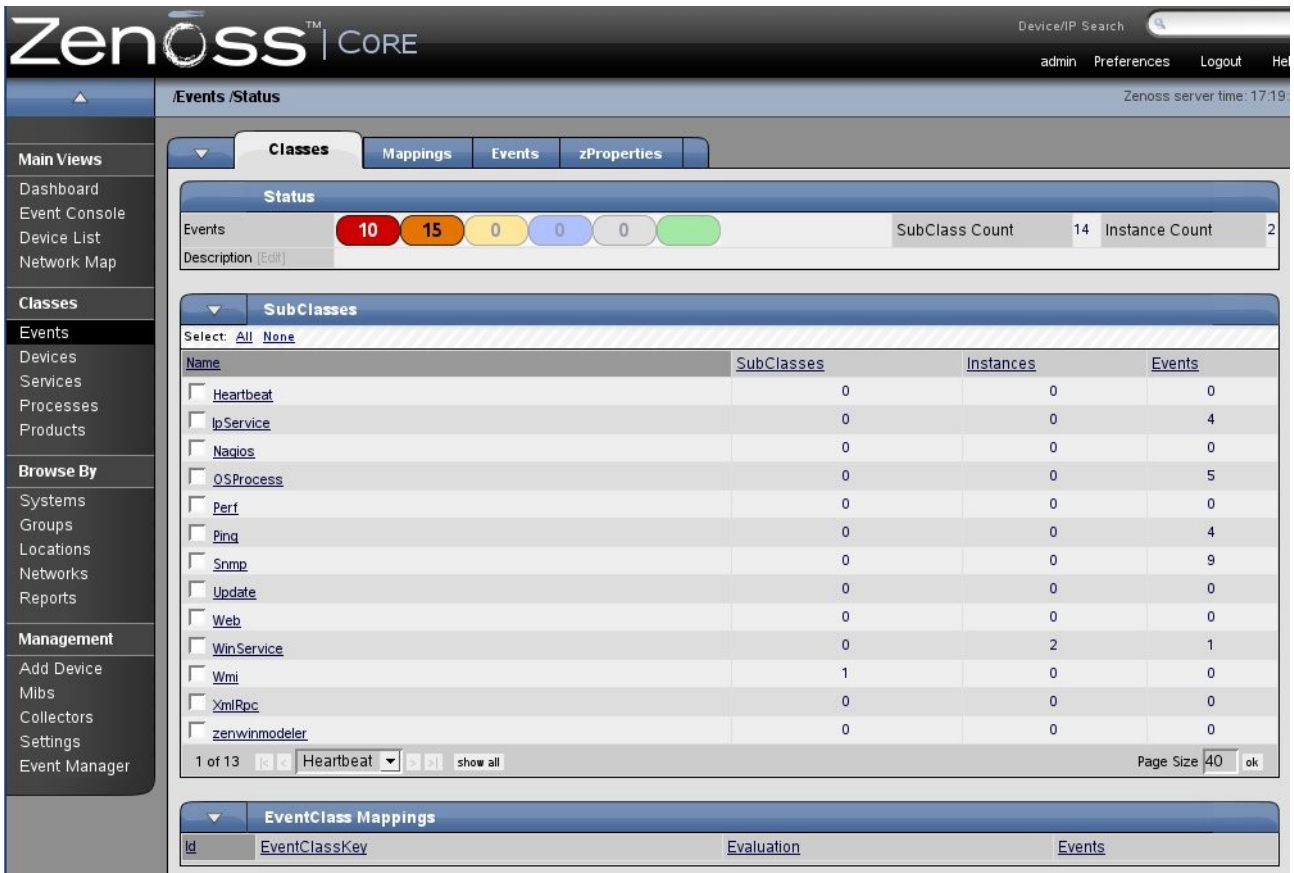 Zenoss™ | CORE
Device/IP Search
admin Preferences Logout Hel
/Events /Status
Zenoss server time: 17:19:
Main Views
Dashboard
Event Console
Device List
Network Map
Classes
Events
Devices
Services
Processes
Products
Browse By
Systems
Groups
Locations
Networks
Reports
Management
Add Device
Mibs
Collectors
Settings
Event Manager
Classes Mappings Events zProperties
Status
Events 10 15 0 0 0 SubClass Count 14 Instance Count 2
Description [Edit]
SubClasses
Select: All None
Name SubClasses Instances Events
Heartbeat 0 0 0
IpService 0 0 4
Nagios 0 0 0
OSProcess 0 0 5
Perf 0 0 0
Ping 0 0 4
Snmp 0 0 9
Update 0 0 0
Web 0 0 0
WinService 0 2 1
Wmi 1 0 0
XmlRpc 0 0 0
zenwinmodeler 0 0 0
1 of 13 |< < Heartbeat > >| show all Page Size 40 ok
EventClass Mappings
Id EventClassKey Evaluation Events